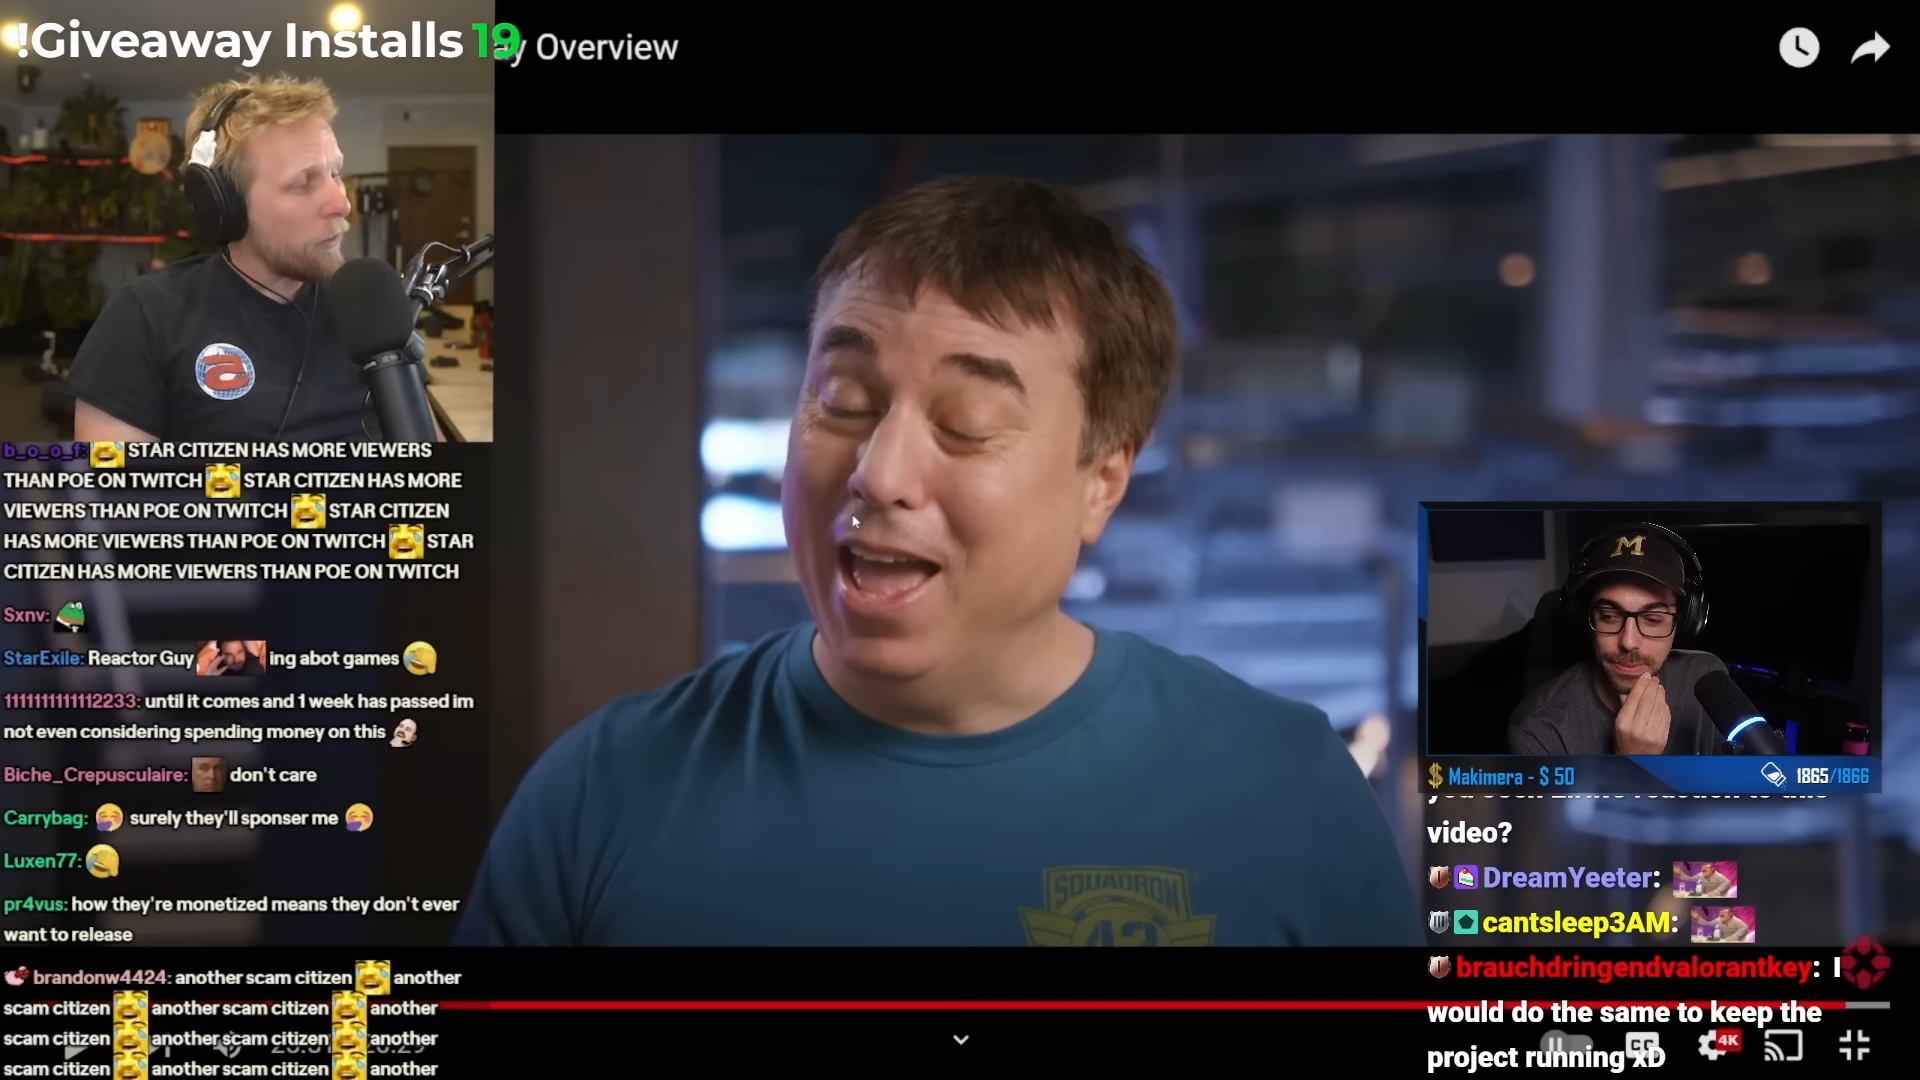 !Giveaway Installs 19
y Overview
b_o_o_f: STAR CITIZEN HAS MORE VIEWERS
THAN POE ON TWITCH STAR CITIZEN HAS MORE
VIEWERS THAN POE ON TWITCH STAR CITIZEN
HAS MORE VIEWERS THAN POE ON TWITCH STAR
CITIZEN HAS MORE VIEWERS THAN POE ON TWITCH
Sxnv:
StarExile: Reactor Guy ing abot games
1111111111112233: until it comes and 1 week has passed im
not even considering spending money on this
Biche_Crepusculaire: don't care
Carrybag: surely they'll sponser me
Luxen77:
pr4vus: how they're monetized means they don't ever
want to release
brandonw4424: another scam citizen another
scam citizen another scam citizen another
scam citizen another scam citizen another
scam citizen another scam citizen another
a
SQUADRON
42
M
$ Makimera - $ 50
1865/1866
video?
DreamYeeter:
cantsleep3AM:
brauchdringendvalorantkey: I
would do the same to keep the
project running xD
CC
4K